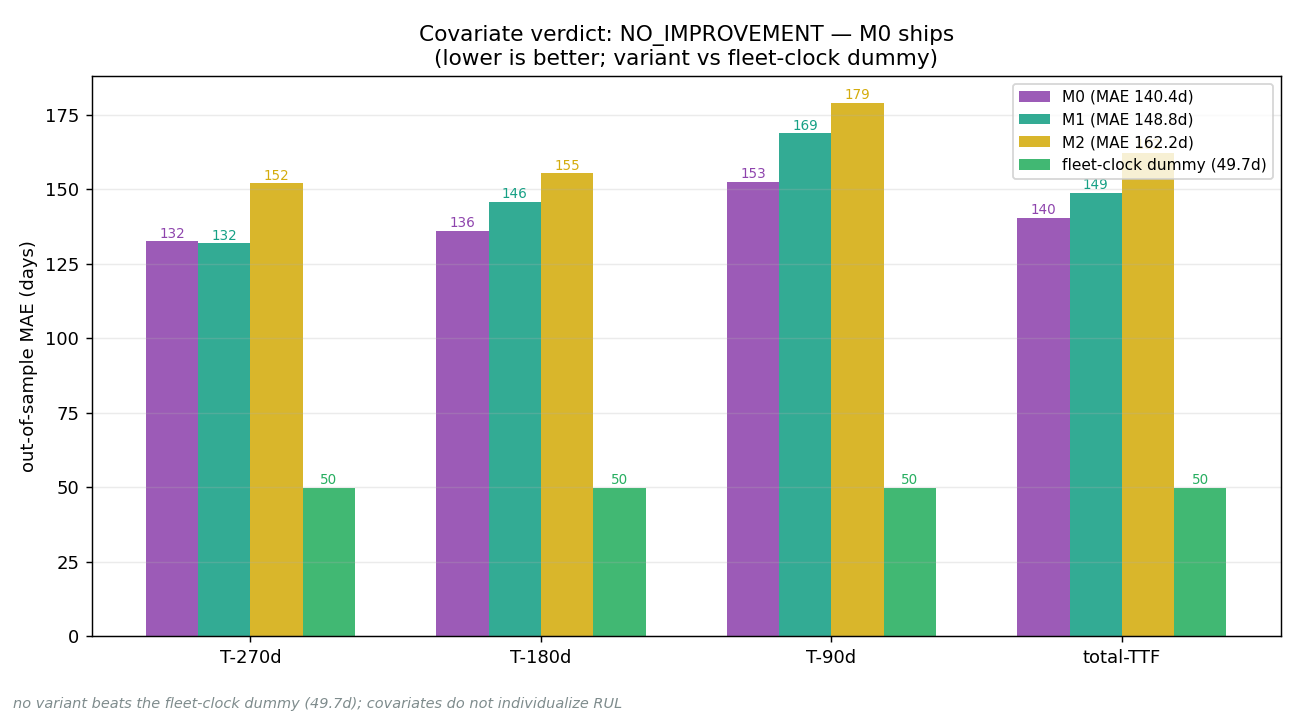 Covariate verdict: NO_IMPROVEMENT — M0 ships
(lower is better; variant vs fleet-clock dummy)
M0 (MAE 140.4d)
M1 (MAE 148.8d)
M2 (MAE 162.2d)
fleet-clock dummy (49.7d)
out-of-sample MAE (days)
175
150
125
100
75
50
25
0
132
132
152
50
136
146
155
50
153
169
179
50
140
149
50
T-270d
T-180d
T-90d
total-TTF
no variant beats the fleet-clock dummy (49.7d); covariates do not individualize RUL